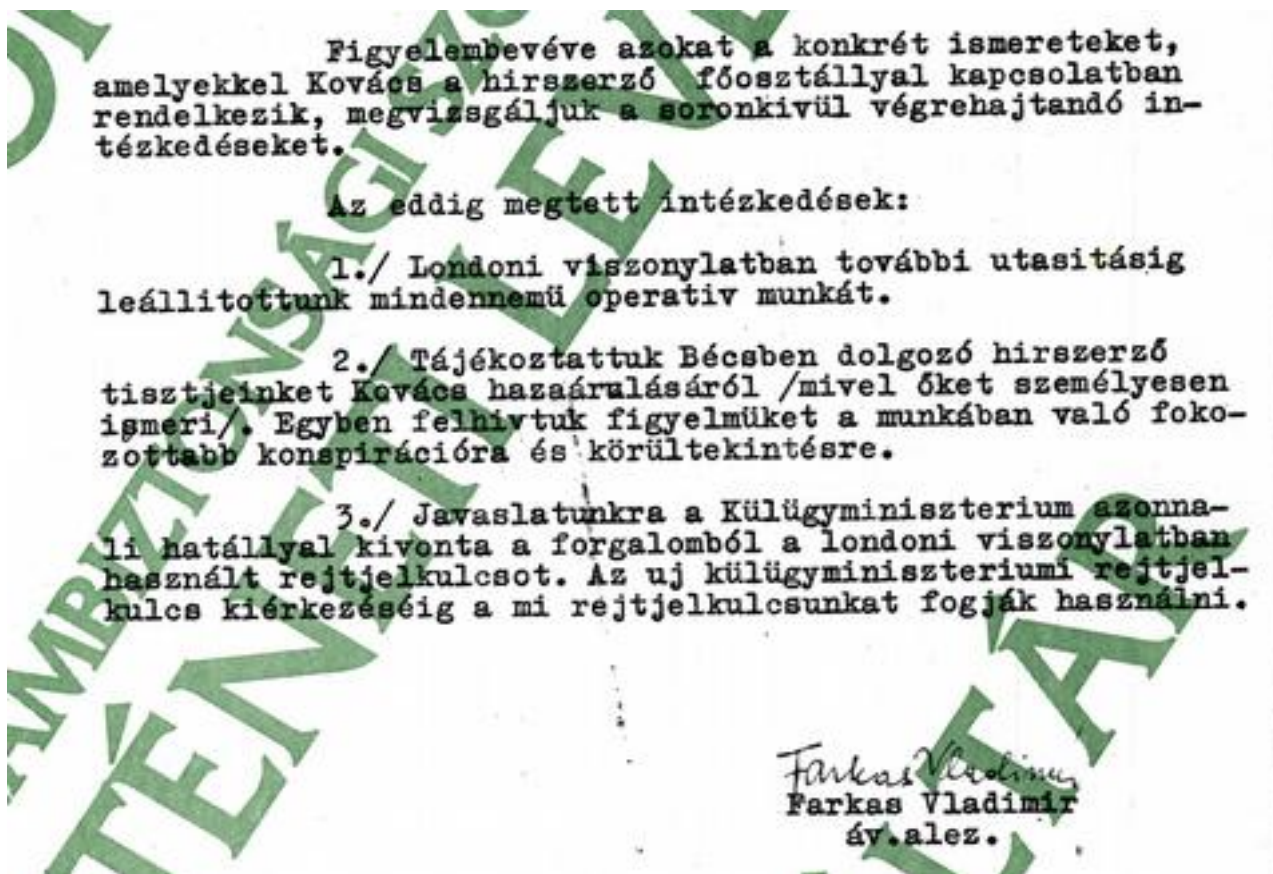 Figyelembevéve azokat a konkrét ismereteket,
amelyekkel Kovács a hirszerző főosztállyal kapcsolatban
rendelkezik, megvizsgáljuk a soronkivül végrehajtandó in-
tézkedéseket.
Az eddig megtett intézkedések:
1./ Londoni viszonylatban további utasitásig
leállitottunk mindennemü operativ munkát.
2./ Tájékoztattuk Bécsben dolgozó hirszerző
tisztjeinket Kovács hazaárulásáról /mivel őket személyesen
ismeri/. Egyben felhivtuk figyelmüket a munkában való foko-
zottabb konspirációra és körültekintésre.
3./ Javaslatunkra a Külügyminiszterium azonna-
li hatállyal kivonta a forgalomból a londoni viszonylatban
használt rejtjelkulcsot. Az uj külügyminiszteriumi rejtjel-
kulcs kiérkezéséig a mi rejtjelkulcsunkat fogják használni.
Farkas Vladimir
Farkas Vladimir
áv.alez.
AMBIZTONSÁGI SZO
TÉNETI LEVÉLTÁR